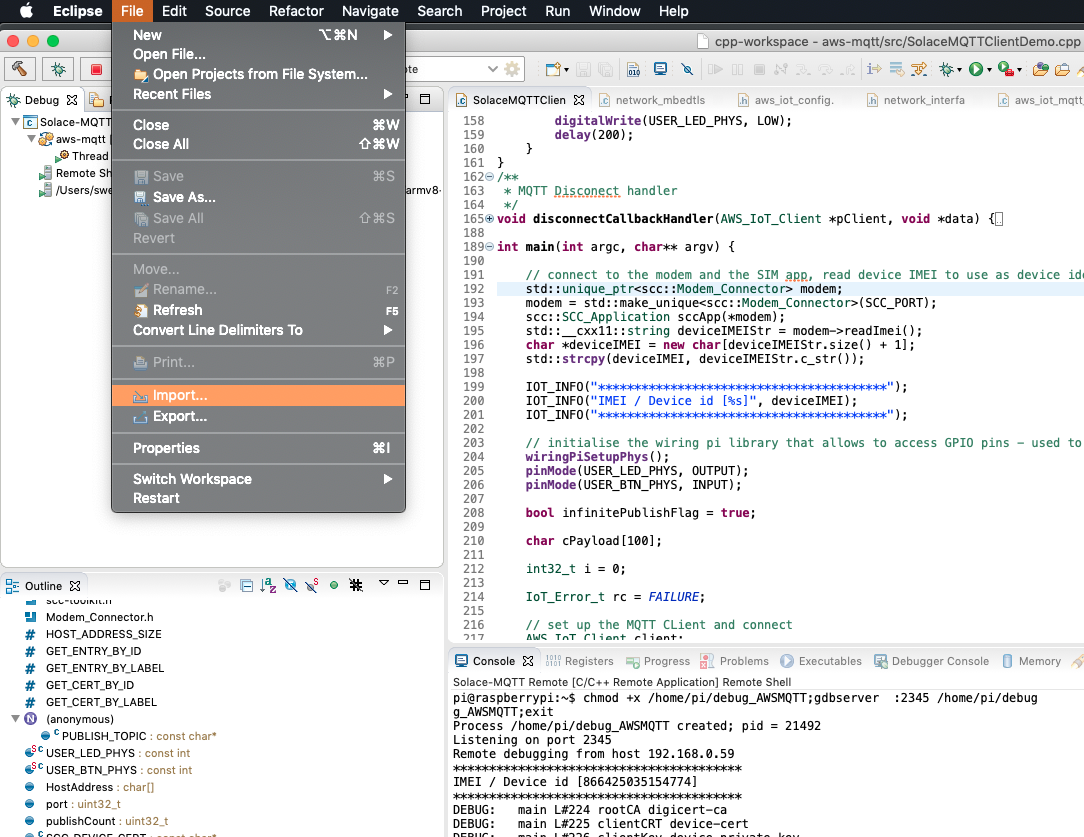 Eclipse File Edit Source Refactor Navigate Search Project Run Window Help
cpp-workspace - aws-mqtt/src/SolaceMQTTClientDemo.cpp
New ⌥⌘N
Open File...
Open Projects from File System...
Recent Files
Close ⌘W
Close All ⇧⌘W
Save ⌘S
Save As...
Save All ⇧⌘S
Revert
Move...
Rename... F2
Refresh F5
Convert Line Delimiters To
Print... ⌘P
Import...
Export...
Properties ⌘I
Switch Workspace
Restart
Debug
Solace-MQTT
aws-mqtt [
Thread
Remote Sh
/Users/swe
armv8-
SolaceMQTTClien network_mbedtls aws_iot_config. network_interfa aws_iot_mqtt
158 digitalWrite(USER_LED_PHYS, LOW);
159 delay(200);
160 }
161 }
162 /**
163 * MQTT Disconect handler
164 */
165 void disconnectCallbackHandler(AWS_IoT_Client *pClient, void *data) {
188
189 int main(int argc, char** argv) {
190
191 // connect to the modem and the SIM app, read device IMEI to use as device ide
192 std::unique_ptr<scc::Modem_Connector> modem;
193 modem = std::make_unique<scc::Modem_Connector>(SCC_PORT);
194 scc::SCC_Application sccApp(*modem);
195 std::__cxx11::string deviceIMEIStr = modem->readImei();
196 char *deviceIMEI = new char[deviceIMEIStr.size() + 1];
197 std::strcpy(deviceIMEI, deviceIMEIStr.c_str());
198
199 IOT_INFO("****************************************");
200 IOT_INFO("IMEI / Device id [%s]", deviceIMEI);
201 IOT_INFO("****************************************");
202
203 // initialise the wiring pi library that allows to access GPIO pins – used to
204 wiringPiSetupPhys();
205 pinMode(USER_LED_PHYS, OUTPUT);
206 pinMode(USER_BTN_PHYS, INPUT);
207
208 bool infinitePublishFlag = true;
209
210 char cPayload[100];
211
212 int32_t i = 0;
213
214 IoT_Error_t rc = FAILURE;
215
216 // set up the MQTT CLient and connect
217 AWS_IoT_Client client;
Outline
scc-toolkit.h
Modem_Connector.h
HOST_ADDRESS_SIZE
GET_ENTRY_BY_ID
GET_ENTRY_BY_LABEL
GET_CERT_BY_ID
GET_CERT_BY_LABEL
(anonymous)
PUBLISH_TOPIC : const char*
USER_LED_PHYS : const int
USER_BTN_PHYS : const int
HostAddress : char[]
port : uint32_t
publishCount : uint32_t
SCC_DEVICE_CERT : const char*
Console Registers Progress Problems Executables Debugger Console Memory
Solace-MQTT Remote [C/C++ Remote Application] Remote Shell
pi@raspberrypi:~$ chmod +x /home/pi/debug_AWSMQTT;gdbserver :2345 /home/pi/debug
g_AWSMQTT;exit
Process /home/pi/debug_AWSMQTT created; pid = 21492
Listening on port 2345
Remote debugging from host 192.168.0.59
****************************************
IMEI / Device id [866425035154774]
****************************************
DEBUG: main L#224 rootCA digicert-ca
DEBUG: main L#225 clientCRT device-cert
DEBUG: main L#226 clientKey device-private-key